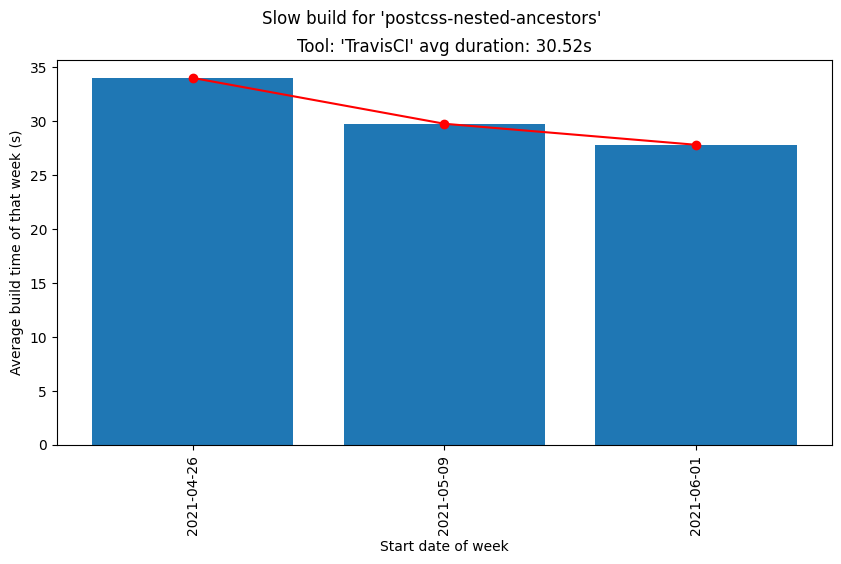 Slow build for 'postcss-nested-ancestors'
Tool: 'TravisCI' avg duration: 30.52s
Average build time of that week (s)
35
30
25
20
15
10
5
0
2021-04-26
2021-05-09
2021-06-01
Start date of week